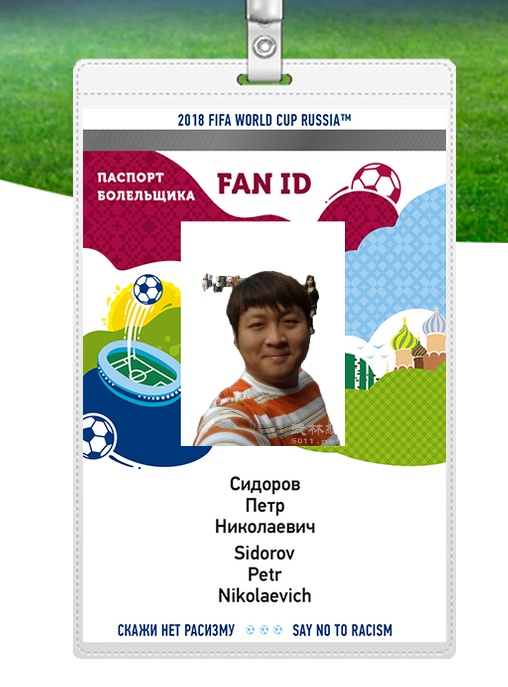 2018 FIFA WORLD CUP RUSSIA™
ПАСПОРТ
БОЛЕЛЬЩИКА
FAN ID
5011.
Сидоров
Петр
Николаевич
Sidorov
Petr
Nikolaevich
СКАЖИ НЕТ РАСИЗМУ SAY NO TO RACISM